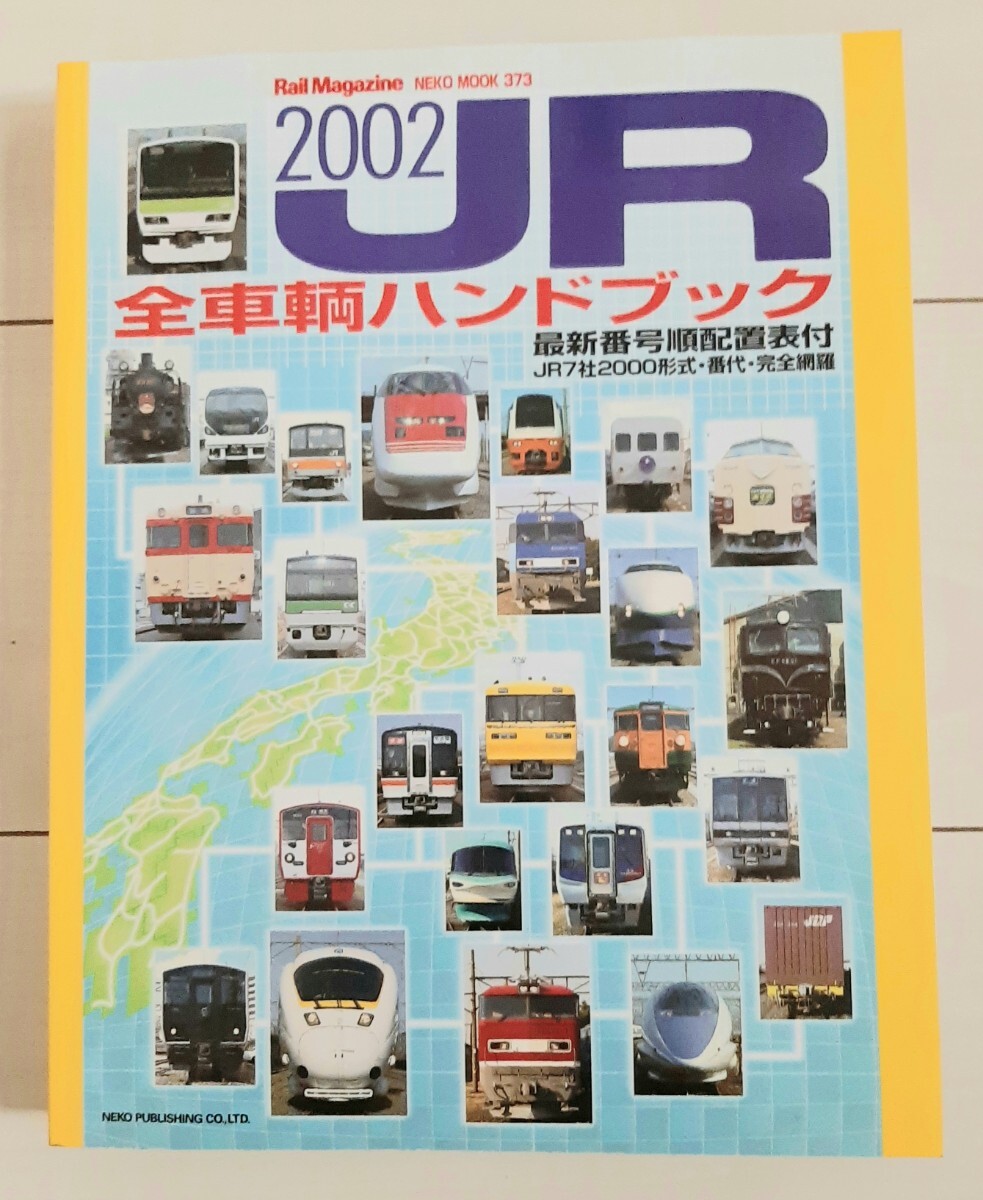 Rail Magazine NEKO MOOK 373
2002 JR
全車輌ハンドブック
最新番号順配置表付
JR7社2000形式・番代・完全網羅
JRF
NEKO PUBLISHING CO.,LTD.